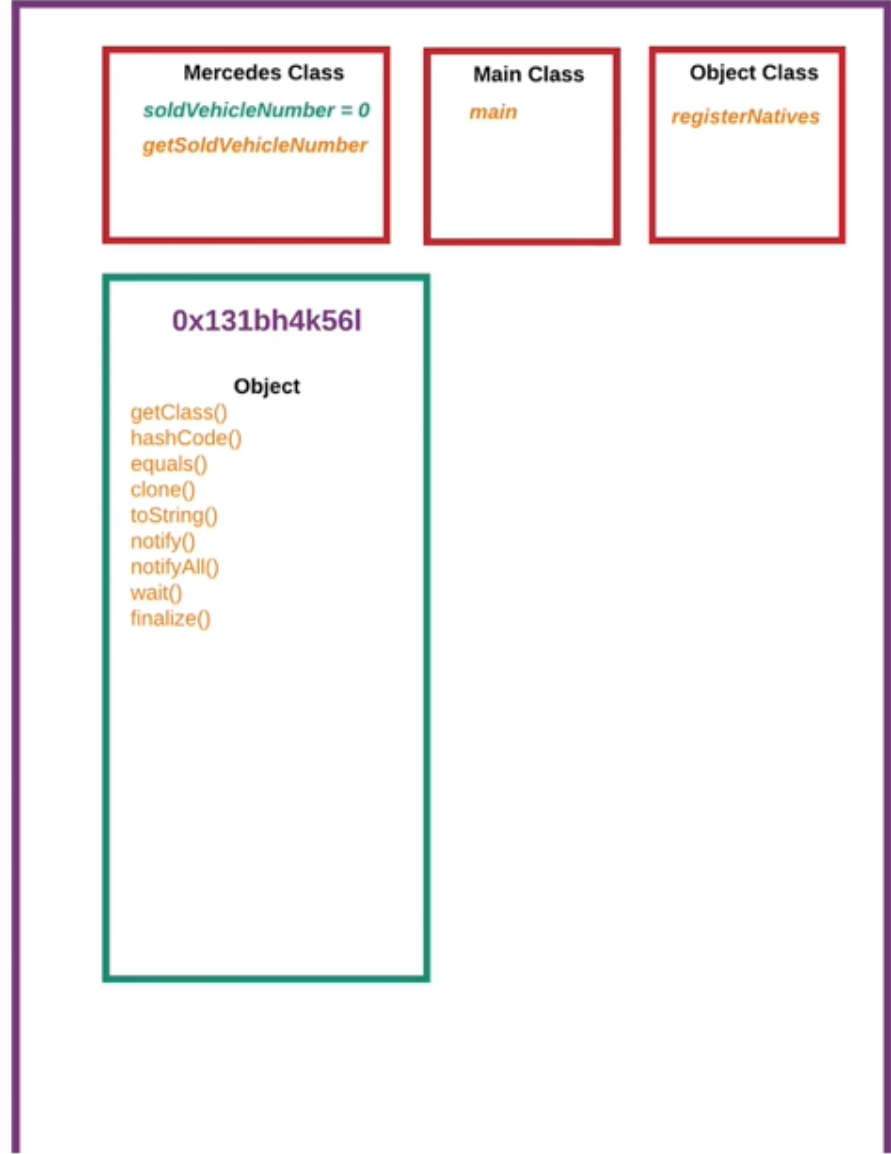 Mercedes Class
soldVehicleNumber = 0
getSoldVehicleNumber
Main Class
main
Object Class
registerNatives
0x131bh4k56l
Object
getClass()
hashCode()
equals()
clone()
toString()
notify()
notifyAll()
wait()
finalize()